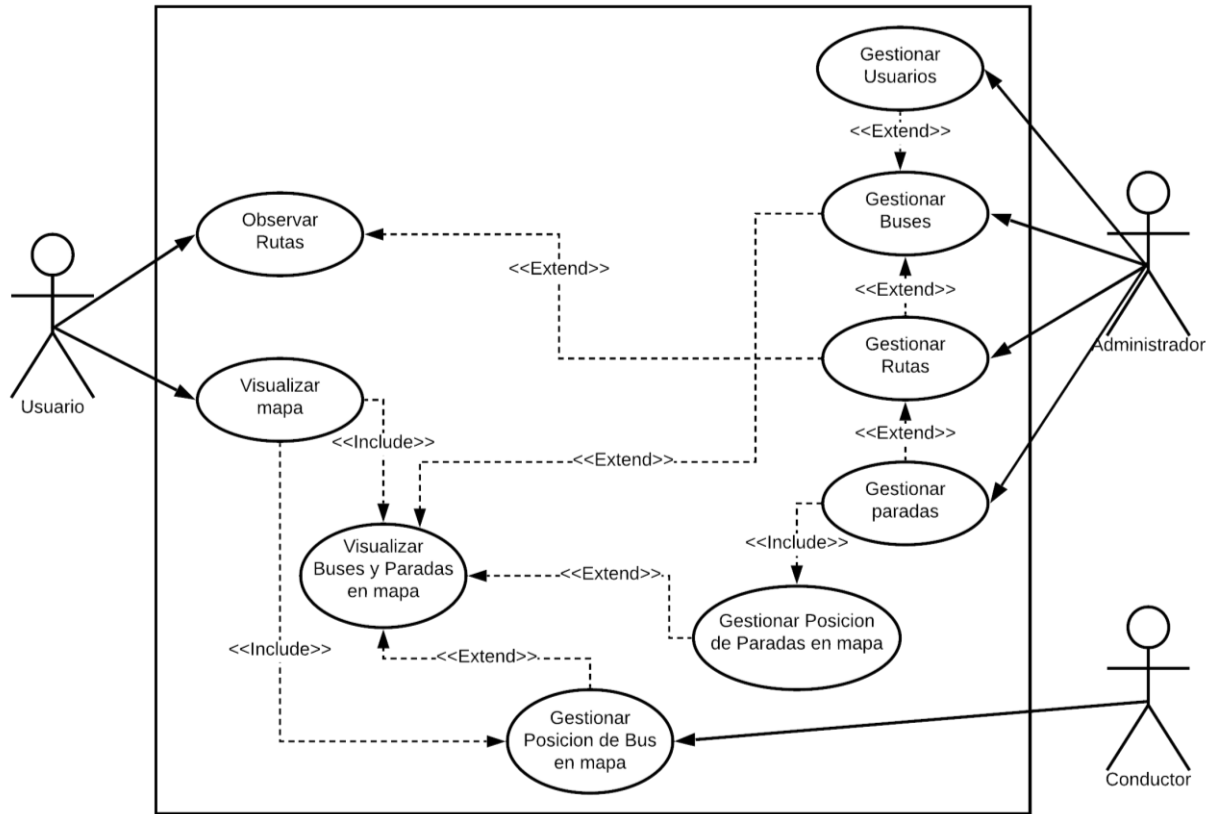 Gestionar
Usuarios
<<Extend>>
Gestionar
Buses
Observar
Rutas
<<Extend>>
<<Extend>>
Gestionar
Rutas
Administrador
Visualizar
mapa
Usuario
<<Include>>
<<Extend>>
<<Extend>>
Gestionar
paradas
Visualizar
Buses y Paradas
en mapa
<<Include>>
<<Extend>>
Gestionar Posicion
de Paradas en mapa
<<Include>>
<<Extend>>
Gestionar
Posicion de Bus
en mapa
Conductor